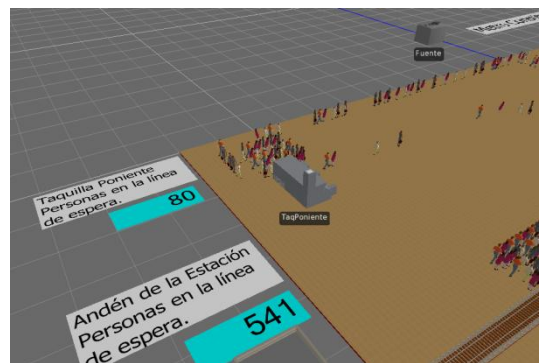 Fuente
Taquilla Poniente
Personas en la línea
de espera.
80
TaqPoniente
Andén de la Estación
Personas en la línea
de espera.
541